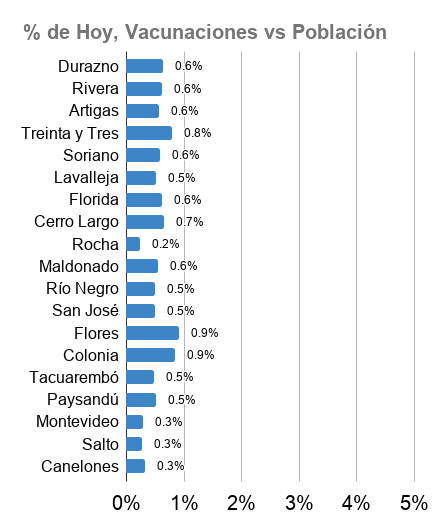 % de Hoy, Vacunaciones vs Población
Durazno 0.6%
Rivera 0.6%
Artigas 0.6%
Treinta y Tres 0.8%
Soriano 0.6%
Lavalleja 0.5%
Florida 0.6%
Cerro Largo 0.7%
Rocha 0.2%
Maldonado 0.6%
Río Negro 0.5%
San José 0.5%
Flores 0.9%
Colonia 0.9%
Tacuarembó 0.5%
Paysandú 0.5%
Montevideo 0.3%
Salto 0.3%
Canelones 0.3%
0% 1% 2% 3% 4% 5%